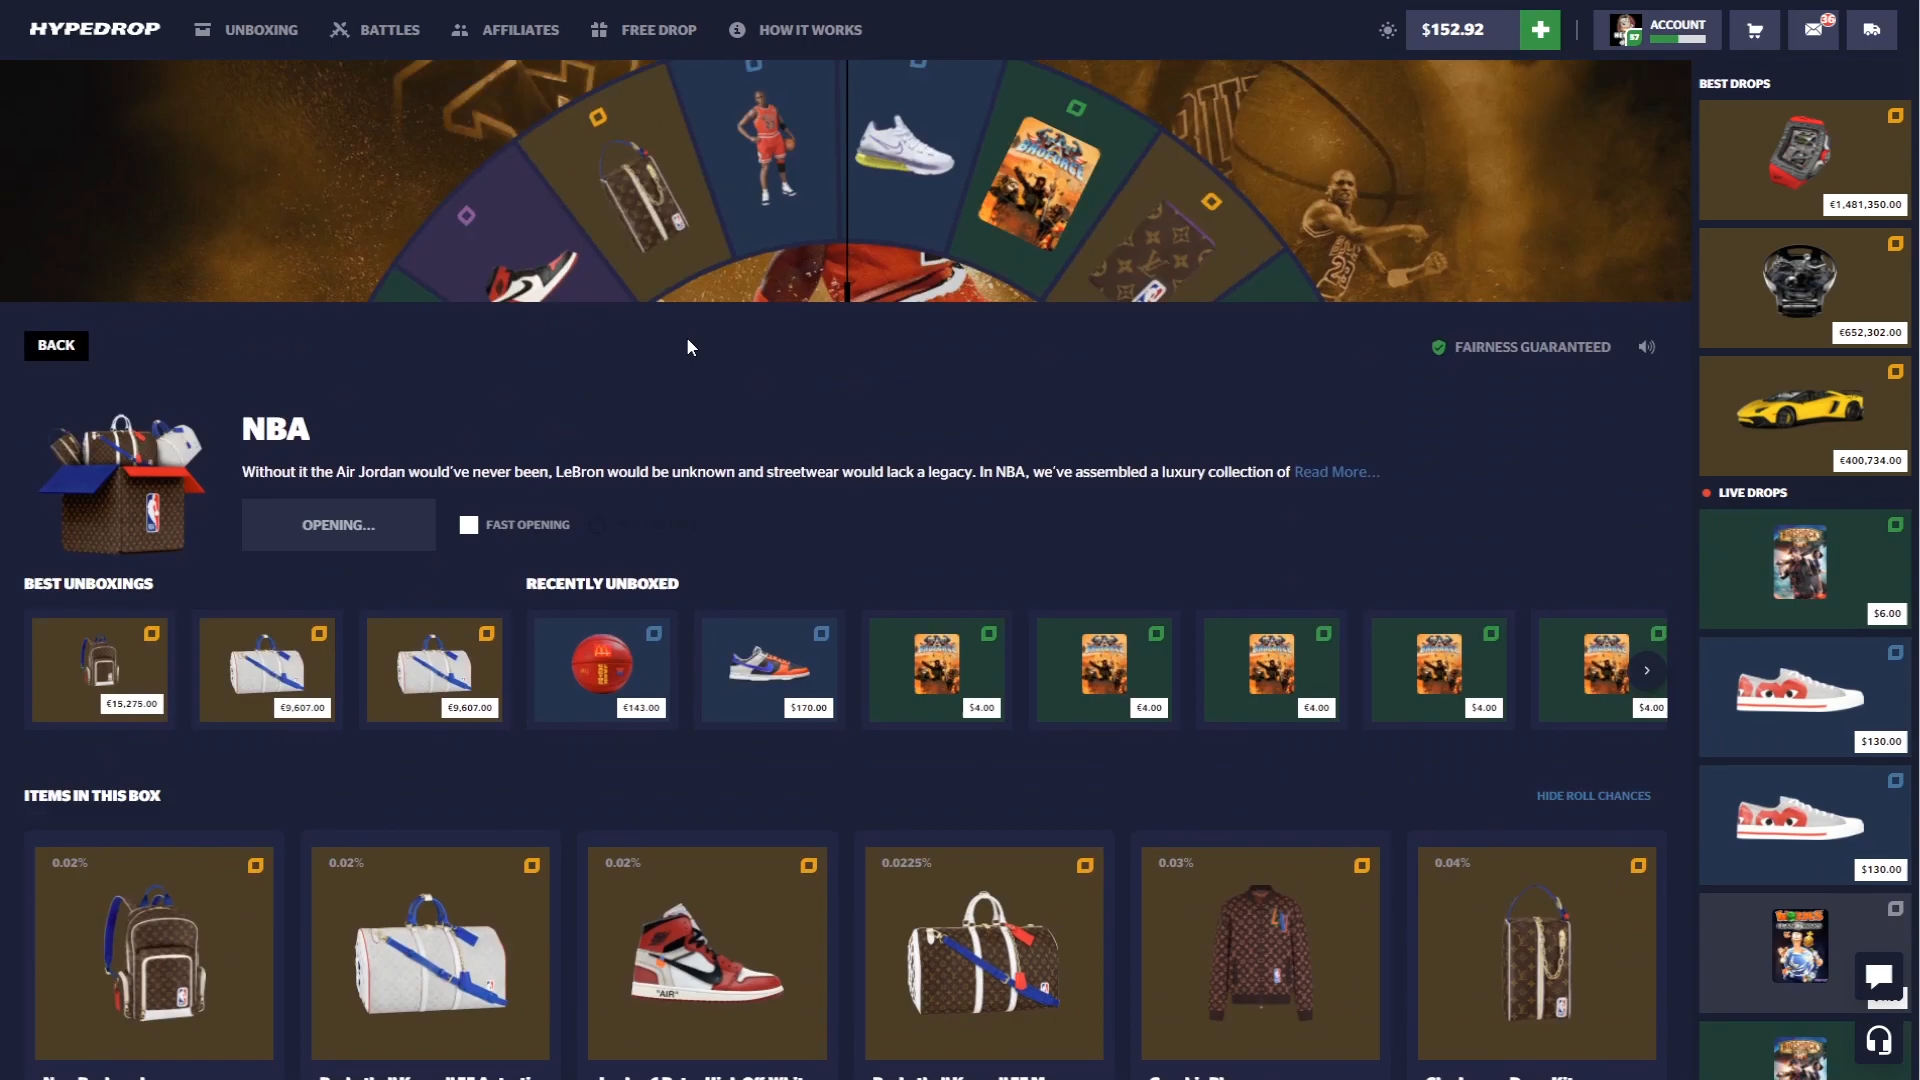 HYPEDROP
UNBOXING
BATTLES
AFFILIATES
FREE DROP
HOW IT WORKS
$152.92
57
ACCOUNT
36
BEST DROPS
€1,481,350.00
€652,302.00
€400,734.00
LIVE DROPS
$6.00
$130.00
$130.00
BACK
FAIRNESS GUARANTEED
NBA
Without it the Air Jordan would've never been, LeBron would be unknown and streetwear would lack a legacy. In NBA, we've assembled a luxury collection of Read More...
OPENING...
FAST OPENING
BEST UNBOXINGS
RECENTLY UNBOXED
€15,275.00
€9,607.00
€9,607.00
€143.00
$170.00
$4.00
€4.00
€4.00
$4.00
$4.00
ITEMS IN THIS BOX
HIDE ROLL CHANCES
0.02%
0.02%
0.02%
0.0225%
0.03%
0.04%
"AIR"